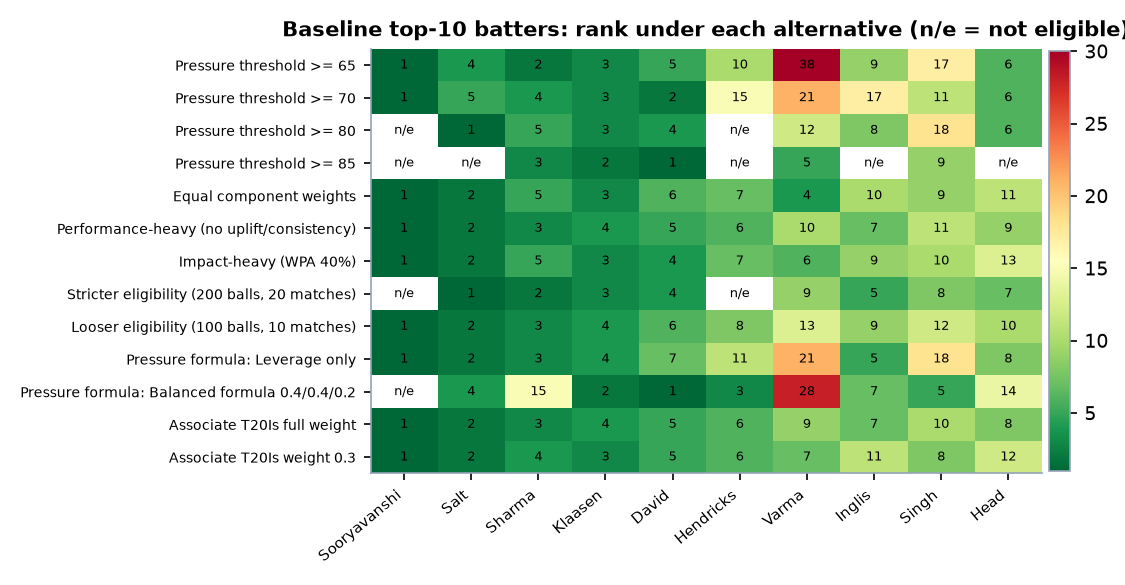 Baseline top-10 batters: rank under each alternative (n/e = not eligible)
Pressure threshold >= 65 1 4 2 3 5 10 38 9 17 6
Pressure threshold >= 70 1 5 4 3 2 15 21 17 11 6
Pressure threshold >= 80 n/e 1 5 3 4 n/e 12 8 18 6
Pressure threshold >= 85 n/e n/e 3 2 1 n/e 5 n/e 9 n/e
Equal component weights 1 2 5 3 6 7 4 10 9 11
Performance-heavy (no uplift/consistency) 1 2 3 4 5 6 10 7 11 9
Impact-heavy (WPA 40%) 1 2 5 3 4 7 6 9 10 13
Stricter eligibility (200 balls, 20 matches) n/e 1 2 3 4 n/e 9 5 8 7
Looser eligibility (100 balls, 10 matches) 1 2 3 4 6 8 13 9 12 10
Pressure formula: Leverage only 1 2 3 4 7 11 21 5 18 8
Pressure formula: Balanced formula 0.4/0.4/0.2 n/e 4 15 2 1 3 28 7 5 14
Associate T20Is full weight 1 2 3 4 5 6 9 7 10 8
Associate T20Is weight 0.3 1 2 4 3 5 6 7 11 8 12
Sooryavanshi Salt Sharma Klaasen David Hendricks Varma Inglis Singh Head
30
25
20
15
10
5